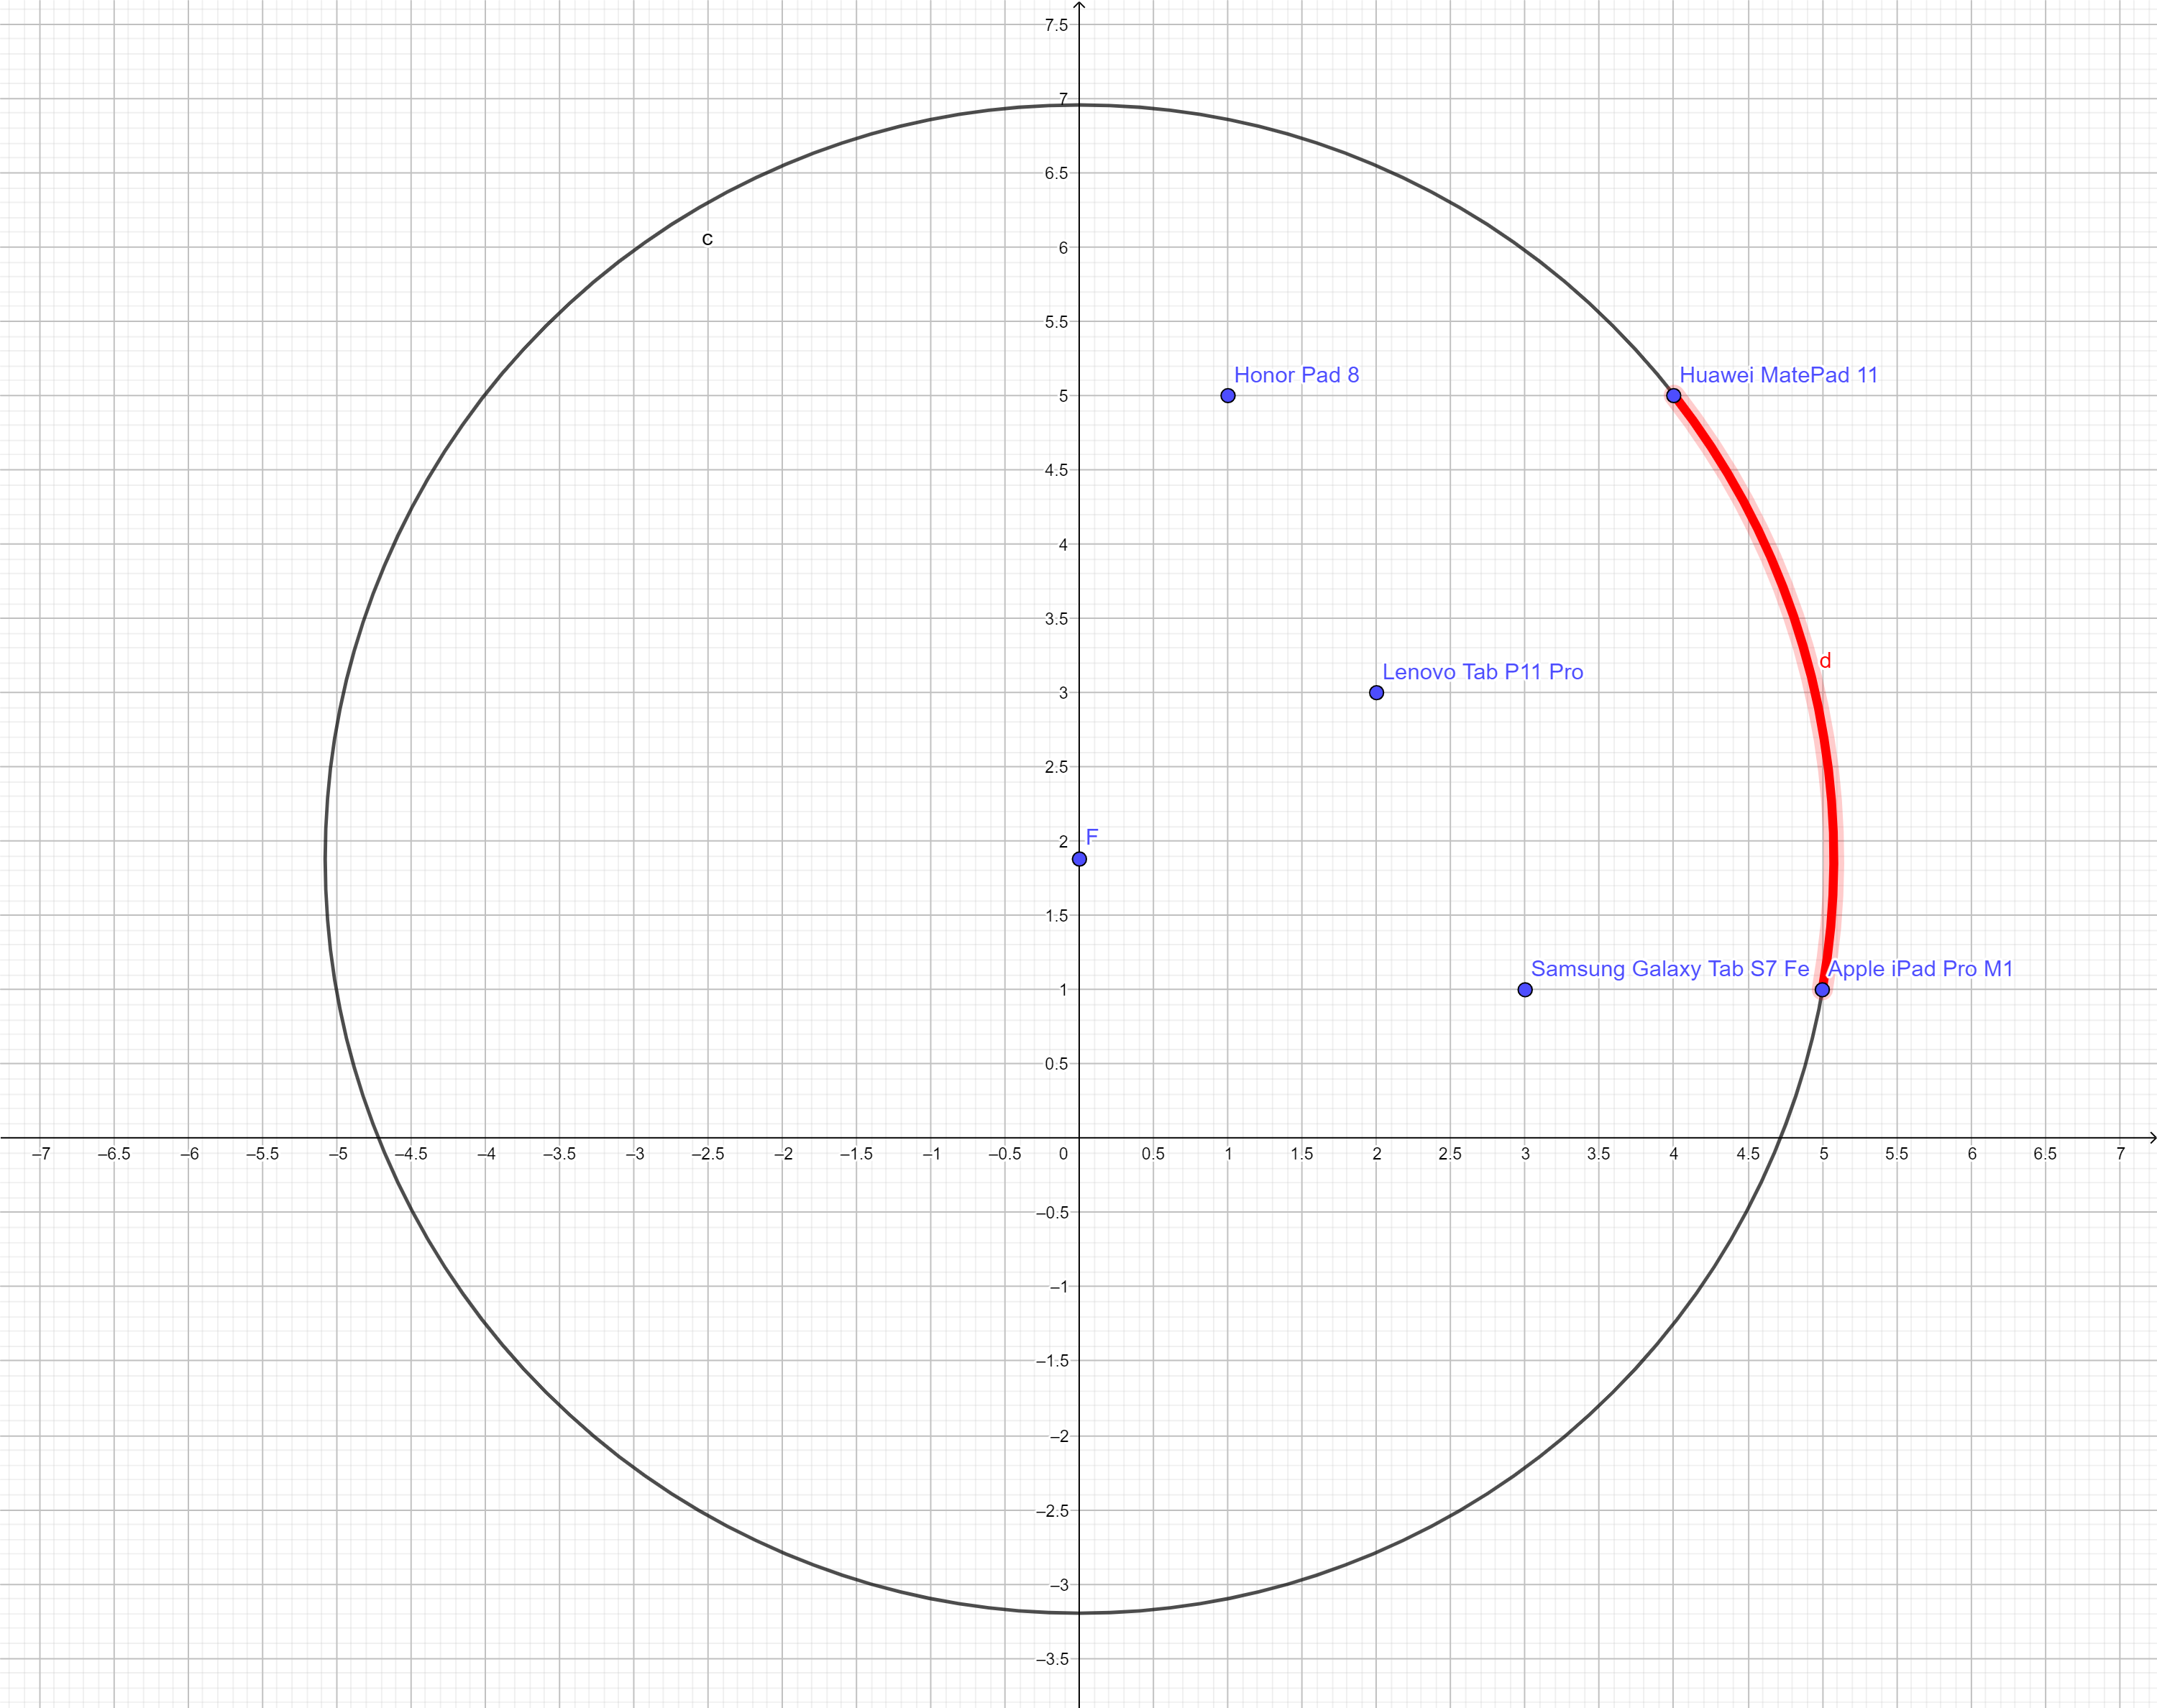 7.5
7
6.5
c
6
5.5
Honor Pad 8
Huawei MatePad 11
5
4.5
4
3.5
d
Lenovo Tab P11 Pro
3
2.5
2
F
1.5
Samsung Galaxy Tab S7 Fe
Apple iPad Pro M1
1
0.5
–7 –6.5 –6 –5.5 –5 –4.5 –4 –3.5 –3 –2.5 –2 –1.5 –1 –0.5 0 0.5 1 1.5 2 2.5 3 3.5 4 4.5 5 5.5 6 6.5 7
–0.5
–1
–1.5
–2
–2.5
–3
–3.5